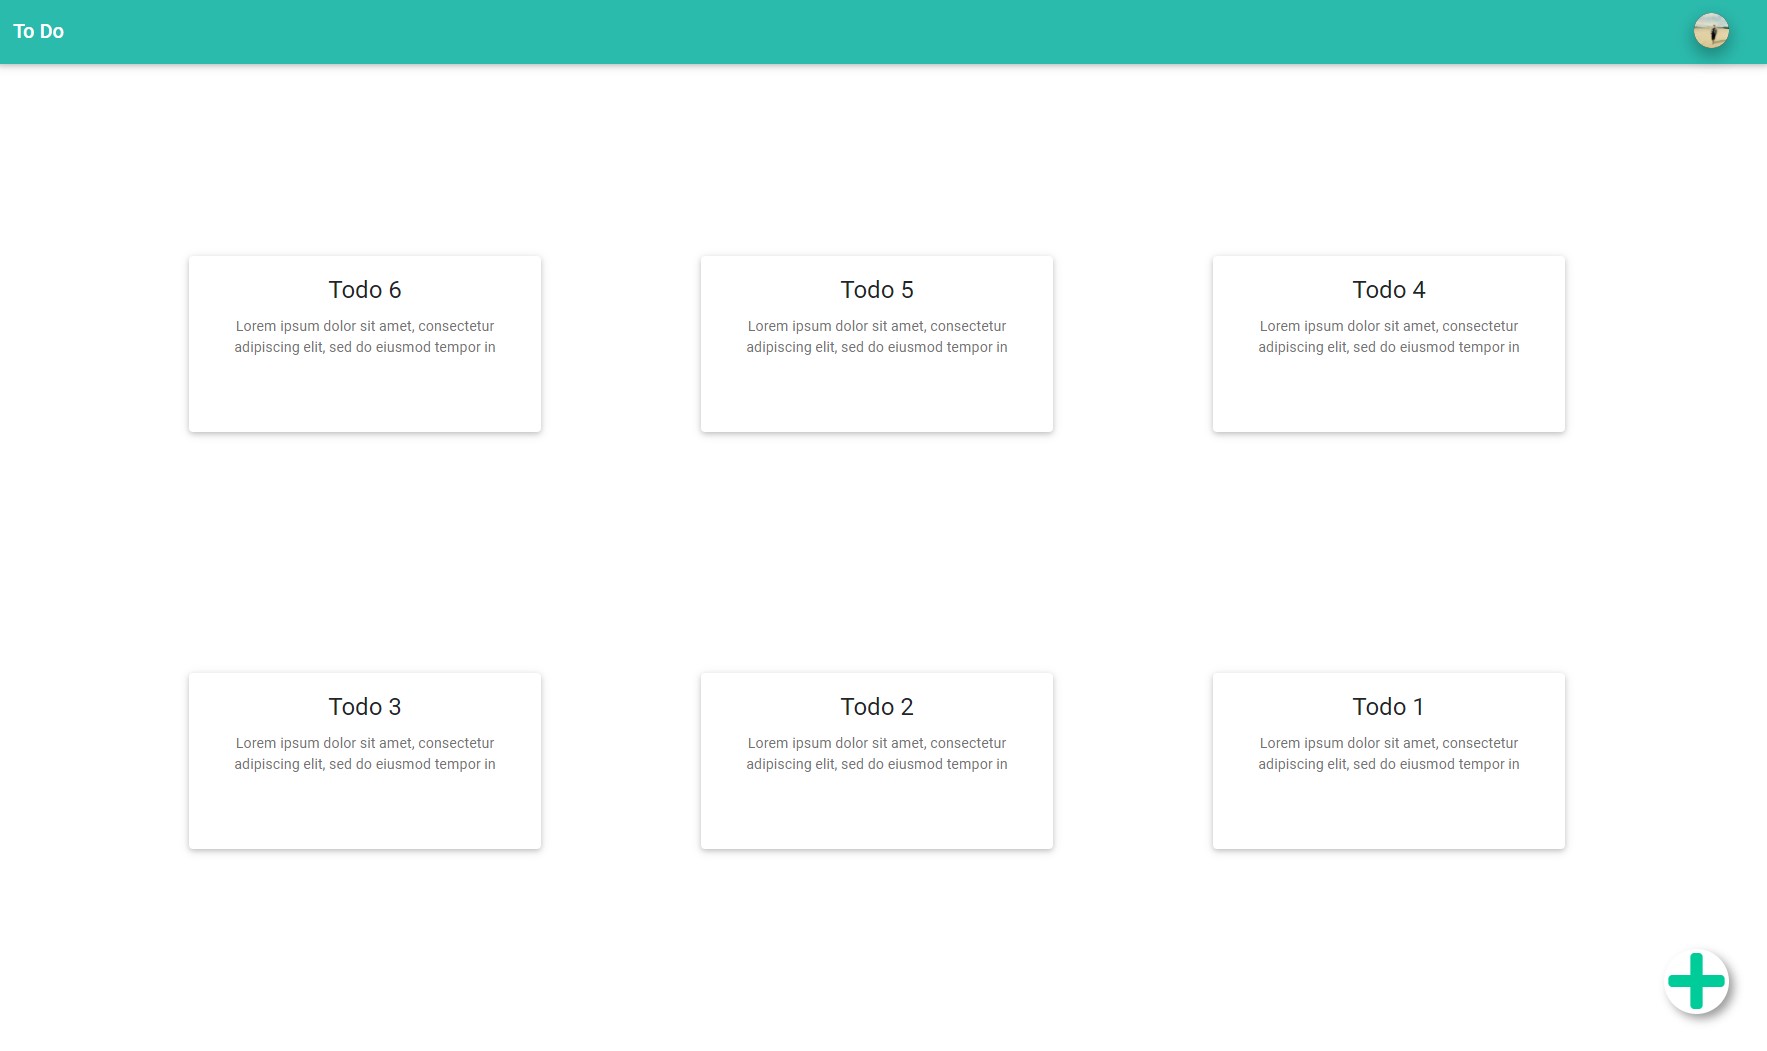 To Do
Todo 6
Lorem ipsum dolor sit amet, consectetur
adipiscing elit, sed do eiusmod tempor in
Todo 5
Lorem ipsum dolor sit amet, consectetur
adipiscing elit, sed do eiusmod tempor in
Todo 4
Lorem ipsum dolor sit amet, consectetur
adipiscing elit, sed do eiusmod tempor in
Todo 3
Lorem ipsum dolor sit amet, consectetur
adipiscing elit, sed do eiusmod tempor in
Todo 2
Lorem ipsum dolor sit amet, consectetur
adipiscing elit, sed do eiusmod tempor in
Todo 1
Lorem ipsum dolor sit amet, consectetur
adipiscing elit, sed do eiusmod tempor in